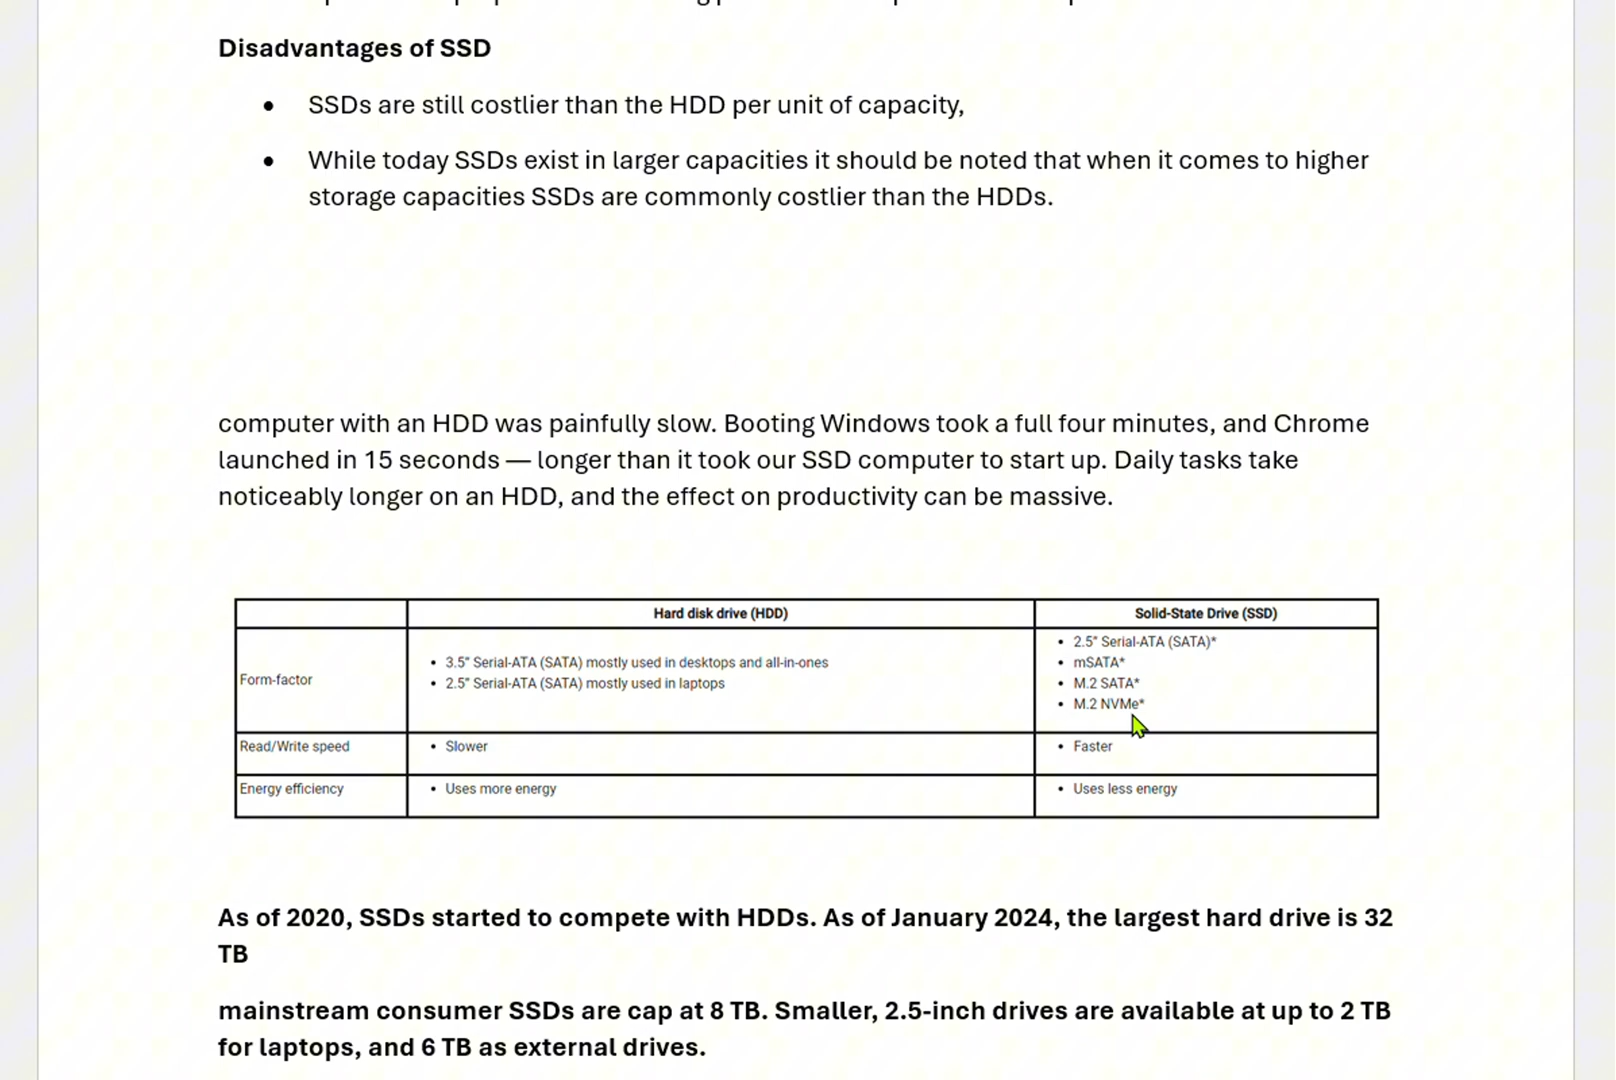 Disadvantages of SSD
• SSDs are still costlier than the HDD per unit of capacity,
• While today SSDs exist in larger capacities it should be noted that when it comes to higher
storage capacities SSDs are commonly costlier than the HDDs.
computer with an HDD was painfully slow. Booting Windows took a full four minutes, and Chrome
launched in 15 seconds — longer than it took our SSD computer to start up. Daily tasks take
noticeably longer on an HDD, and the effect on productivity can be massive.
Hard disk drive (HDD) Solid-State Drive (SSD)
Form-factor
• 3.5" Serial-ATA (SATA) mostly used in desktops and all-in-ones
• 2.5" Serial-ATA (SATA) mostly used in laptops
• 2.5" Serial-ATA (SATA)*
• mSATA*
• M.2 SATA*
• M.2 NVMe*
Read/Write speed • Slower • Faster
Energy efficiency • Uses more energy • Uses less energy
As of 2020, SSDs started to compete with HDDs. As of January 2024, the largest hard drive is 32
TB
mainstream consumer SSDs are cap at 8 TB. Smaller, 2.5-inch drives are available at up to 2 TB
for laptops, and 6 TB as external drives.